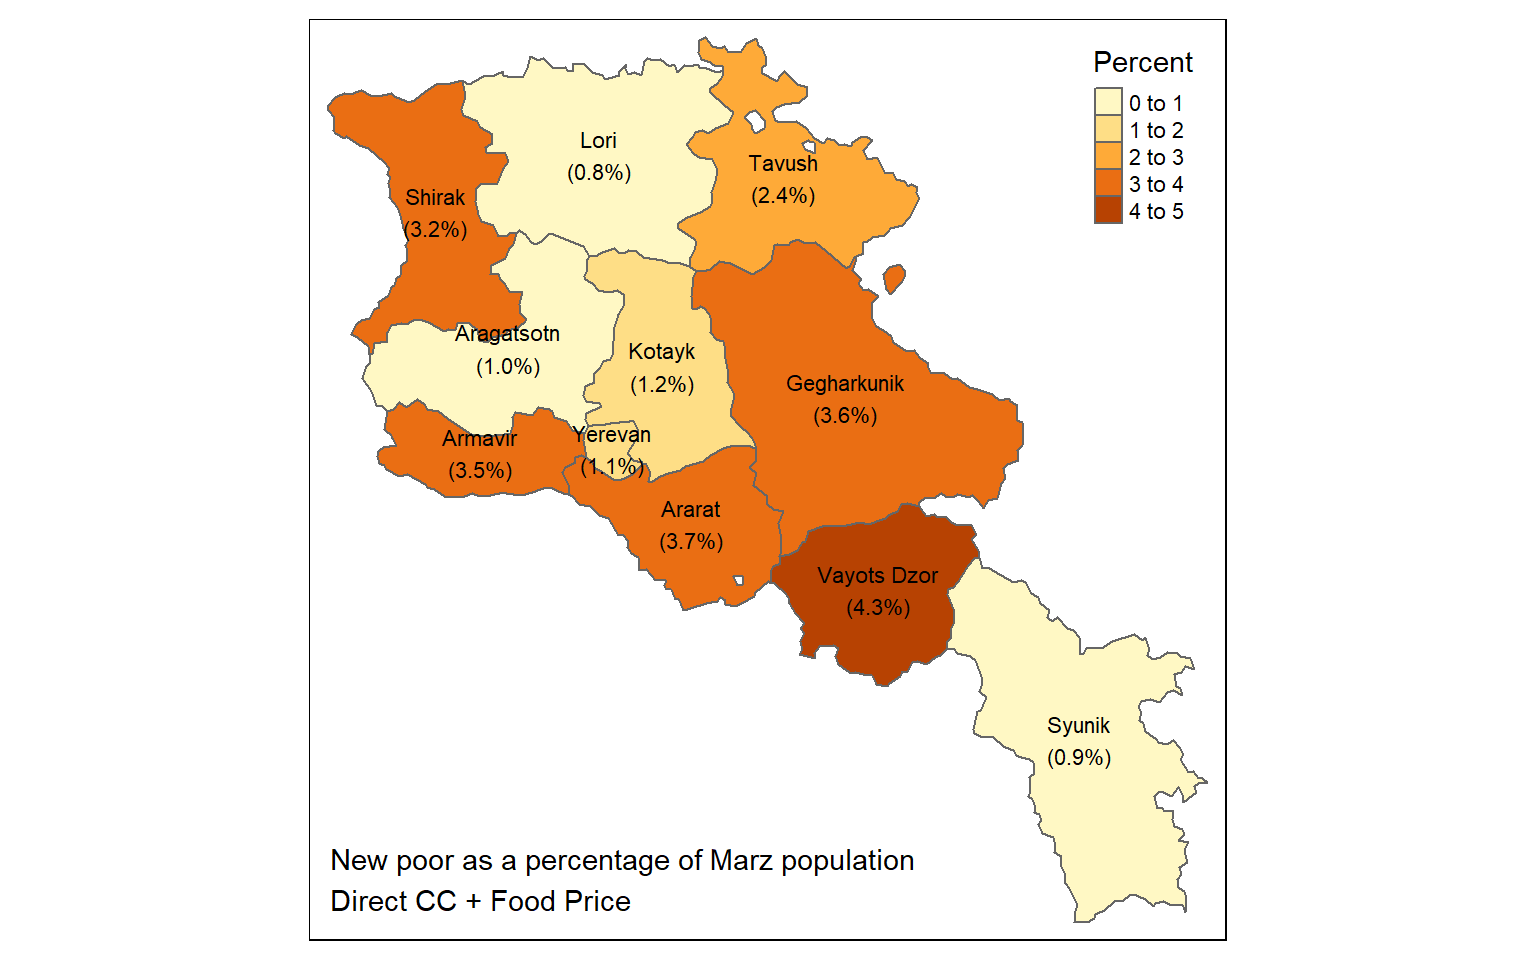 Percent
0 to 1
1 to 2
2 to 3
3 to 4
4 to 5
Lori
(0.8%)
Tavush
(2.4%)
Shirak
(3.2%)
Aragatsotn
(1.0%)
Kotayk
(1.2%)
Gegharkunik
(3.6%)
Armavir
(3.5%)
Yerevan
(1.1%)
Ararat
(3.7%)
Vayots Dzor
(4.3%)
Syunik
(0.9%)
New poor as a percentage of Marz population
Direct CC + Food Price